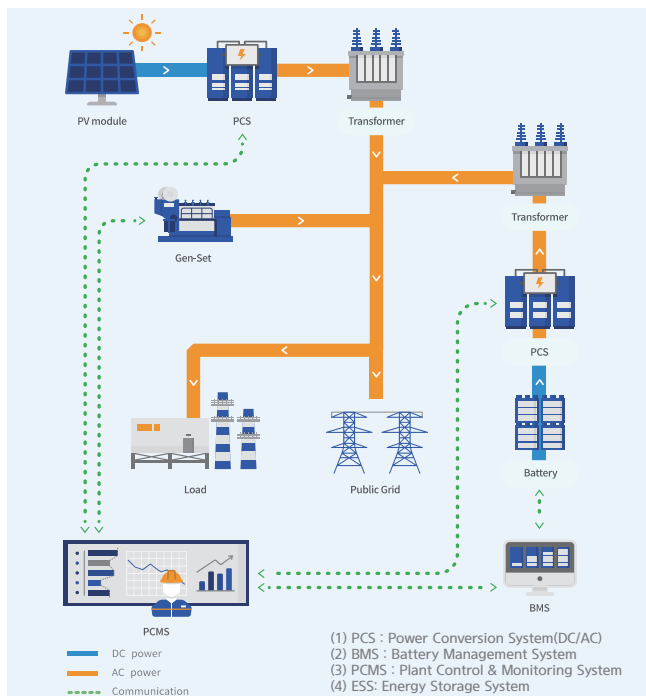 PV module
PCS
Transformer
Transformer
Gen-Set
PCS
Load
Public Grid
Battery
PCMS
BMS
DC power
AC power
Communication
(1) PCS : Power Conversion System(DC/AC)
(2) BMS : Battery Management System
(3) PCMS : Plant Control & Monitoring System
(4) ESS: Energy Storage System